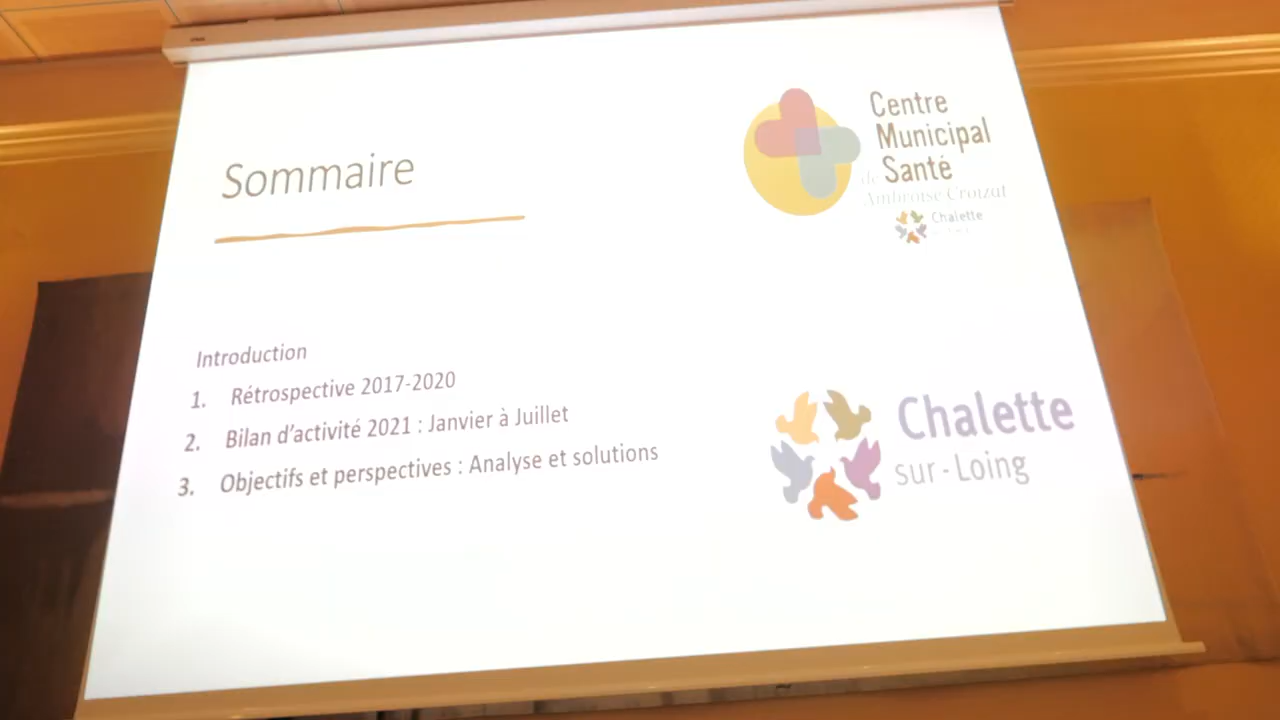 Sommaire
Introduction
1. Rétrospective 2017-2020
2. Bilan d'activité 2021 : Janvier à Juillet
3. Objectifs et perspectives : Analyse et solutions
Centre
Municipal
de Santé
Ambroise Croizat
Chalette
Chalette
sur-Loing